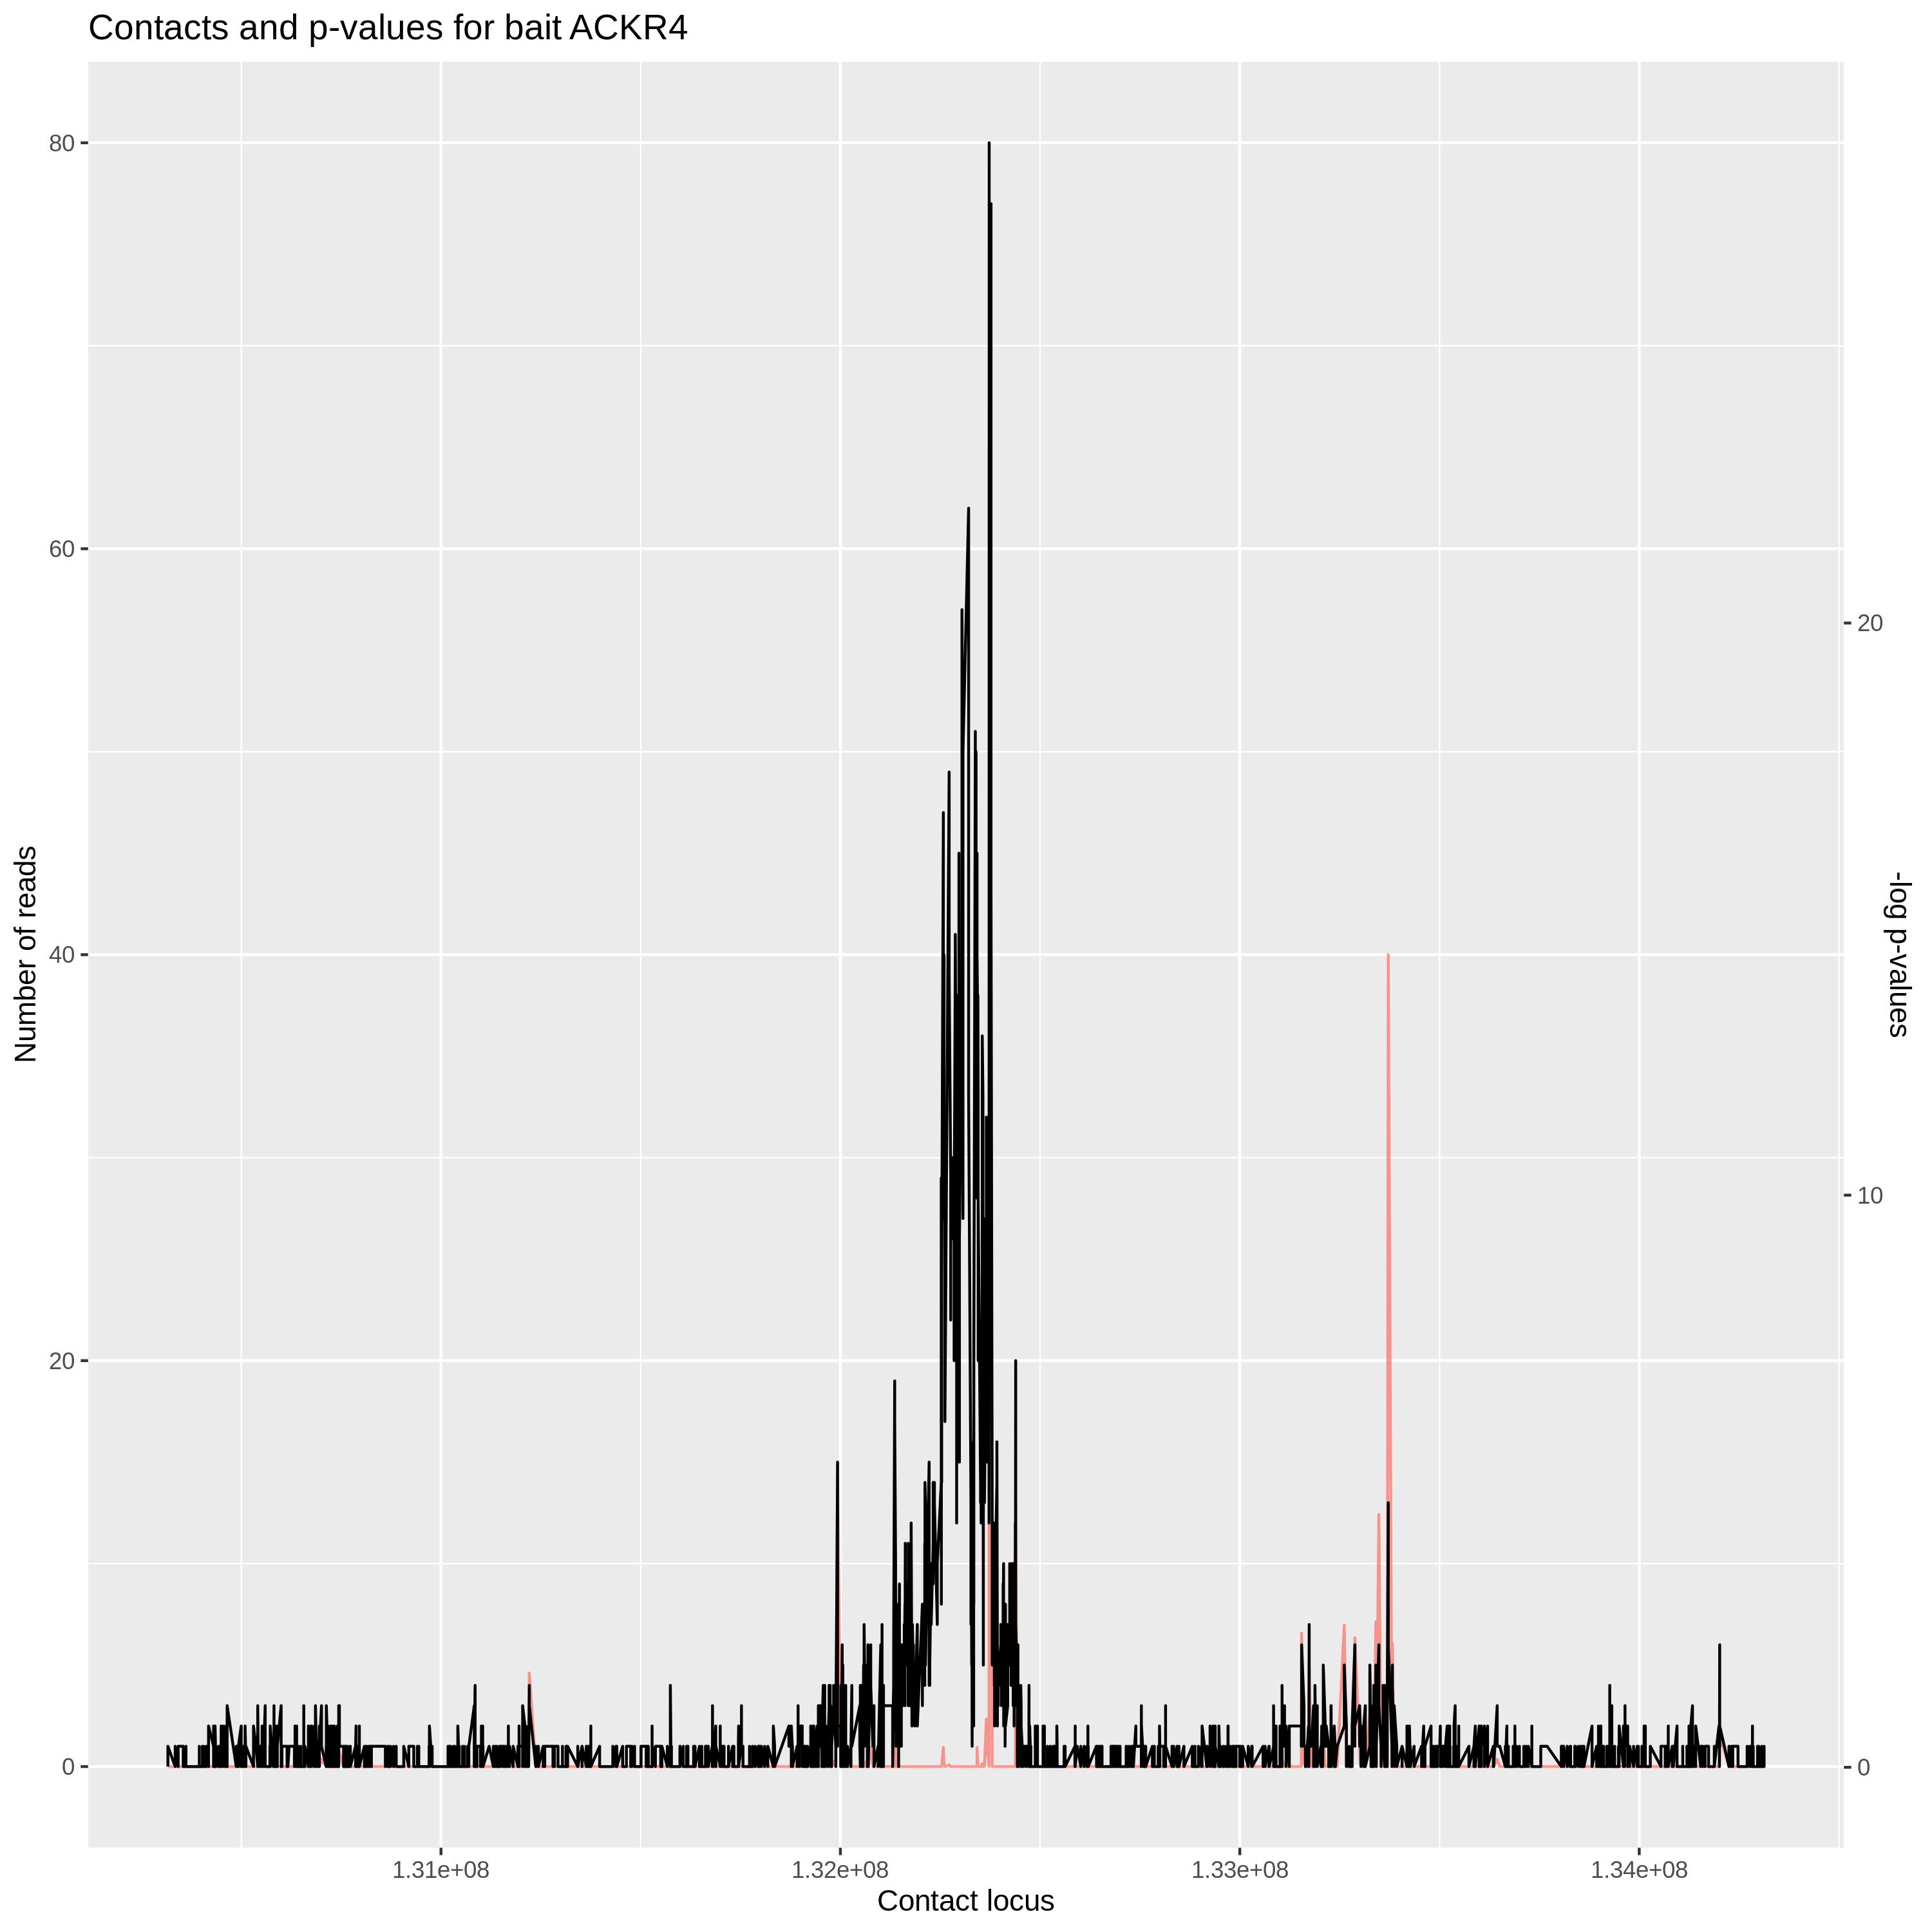 Contacts and p-values for bait ACKR4
80
60
40
20
0
Number of reads
20
10
0
-log p-values
1.31e+08
1.32e+08
1.33e+08
1.34e+08
Contact locus